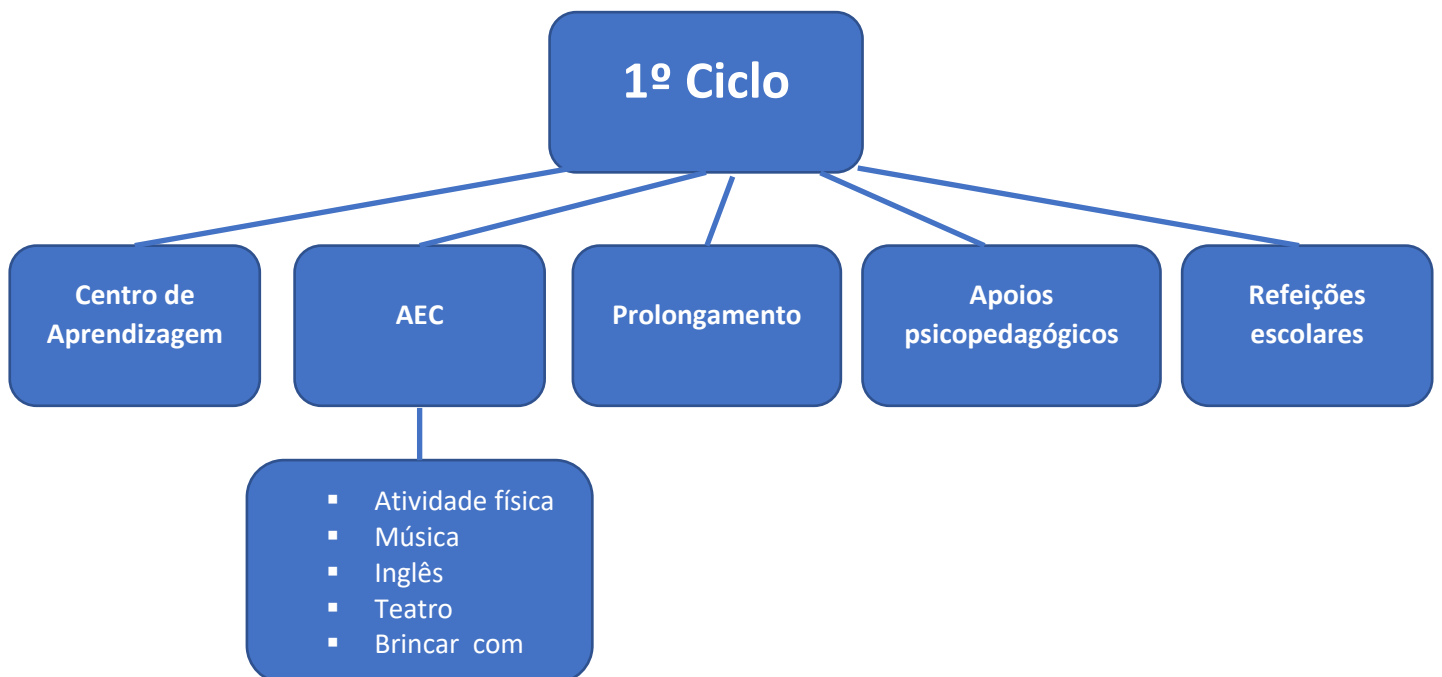 1º Ciclo
Centro de
Aprendizagem
AEC
Prolongamento
Apoios
psicopedagógicos
Refeições
escolares
▪ Atividade física
▪ Música
▪ Inglês
▪ Teatro
▪ Brincar com